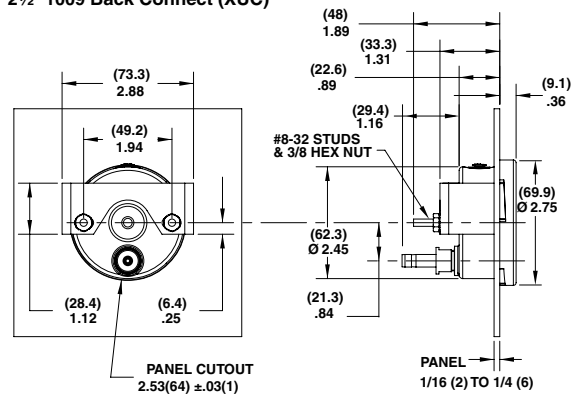 2½" 1009 Back Connect (XUC)
(73.3)
2.88
(49.2)
1.94
(28.4)
1.12
(6.4)
.25
PANEL CUTOUT
2.53(64) ±.03(1)
(48)
1.89
(33.3)
1.31
(22.6)
.89
(9.1)
.36
(29.4)
1.16
#8-32 STUDS
& 3/8 HEX NUT
(69.9)
Ø 2.75
(62.3)
Ø 2.45
(21.3)
.84
PANEL
1/16 (2) TO 1/4 (6)